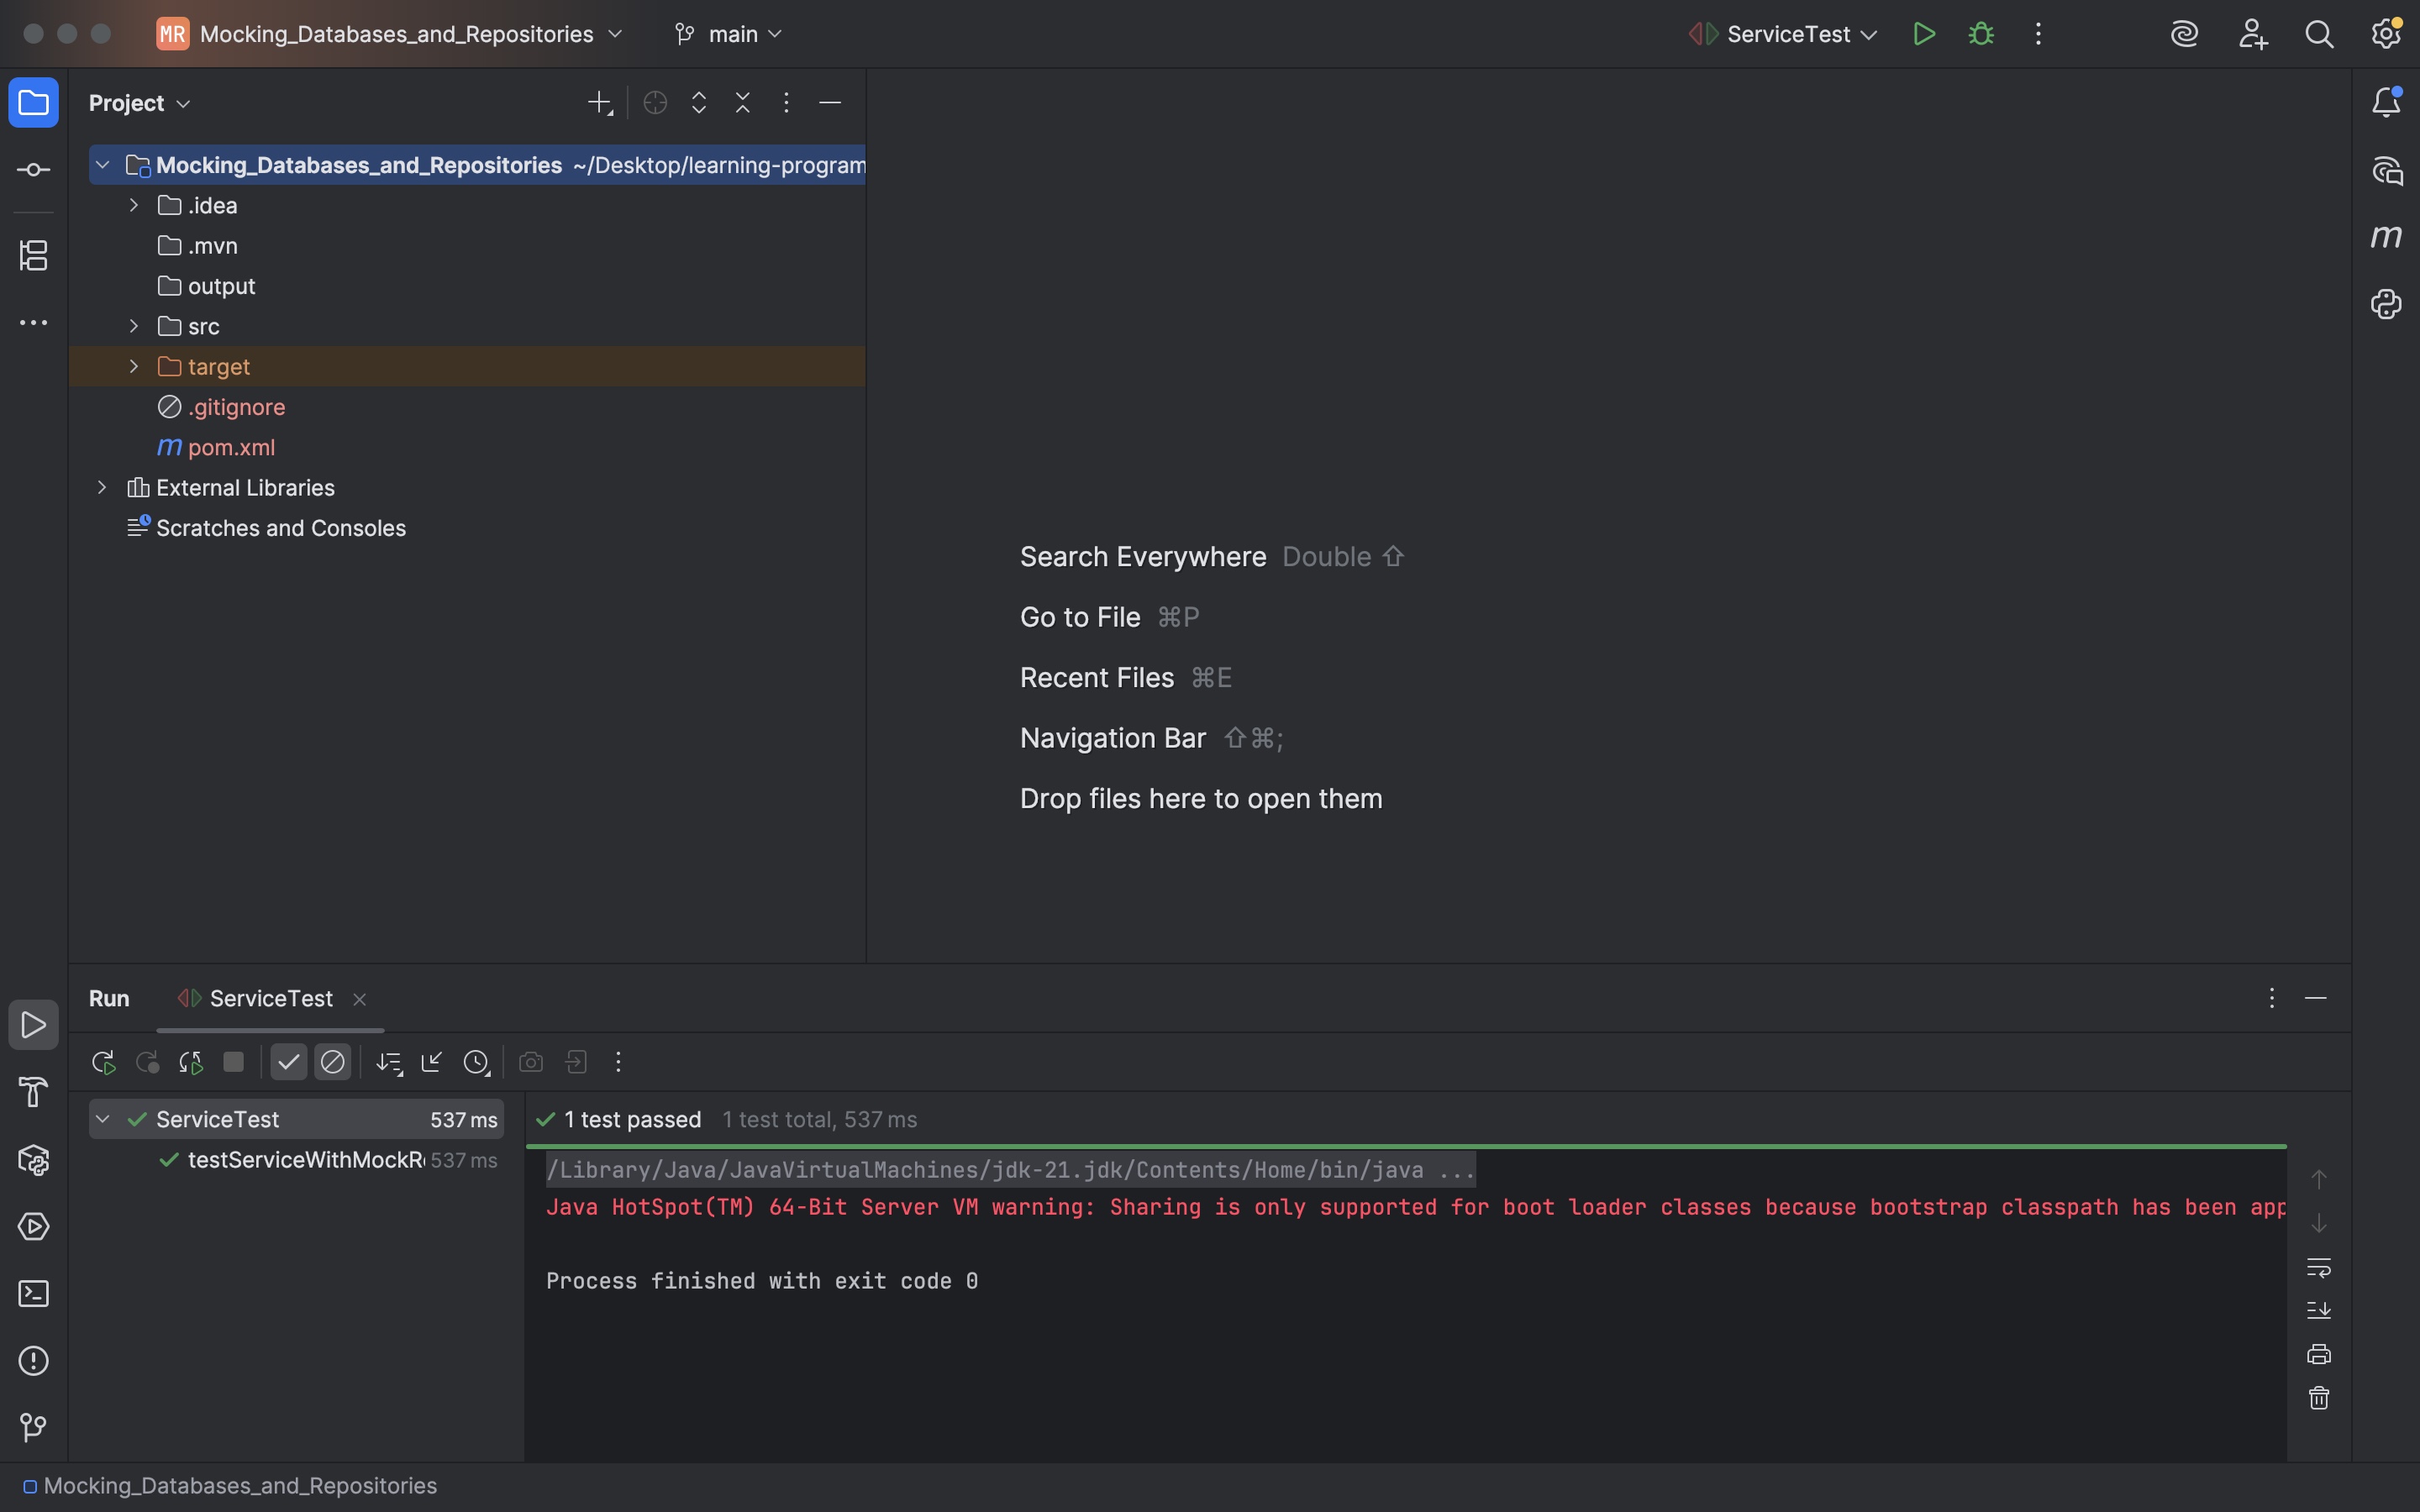 MR Mocking_Databases_and_Repositories main ServiceTest
Project
Mocking_Databases_and_Repositories ~/Desktop/learning-program
.idea
.mvn
output
src
target
.gitignore
m pom.xml
External Libraries
Scratches and Consoles
Search Everywhere Double ⇧
Go to File ⌘P
Recent Files ⌘E
Navigation Bar ⇧⌘;
Drop files here to open them
Run ServiceTest
ServiceTest 537 ms
testServiceWithMockR 537 ms
1 test passed 1 test total, 537 ms
/Library/Java/JavaVirtualMachines/jdk-21.jdk/Contents/Home/bin/java ...
Java HotSpot(TM) 64-Bit Server VM warning: Sharing is only supported for boot loader classes because bootstrap classpath has been app
Process finished with exit code 0
Mocking_Databases_and_Repositories